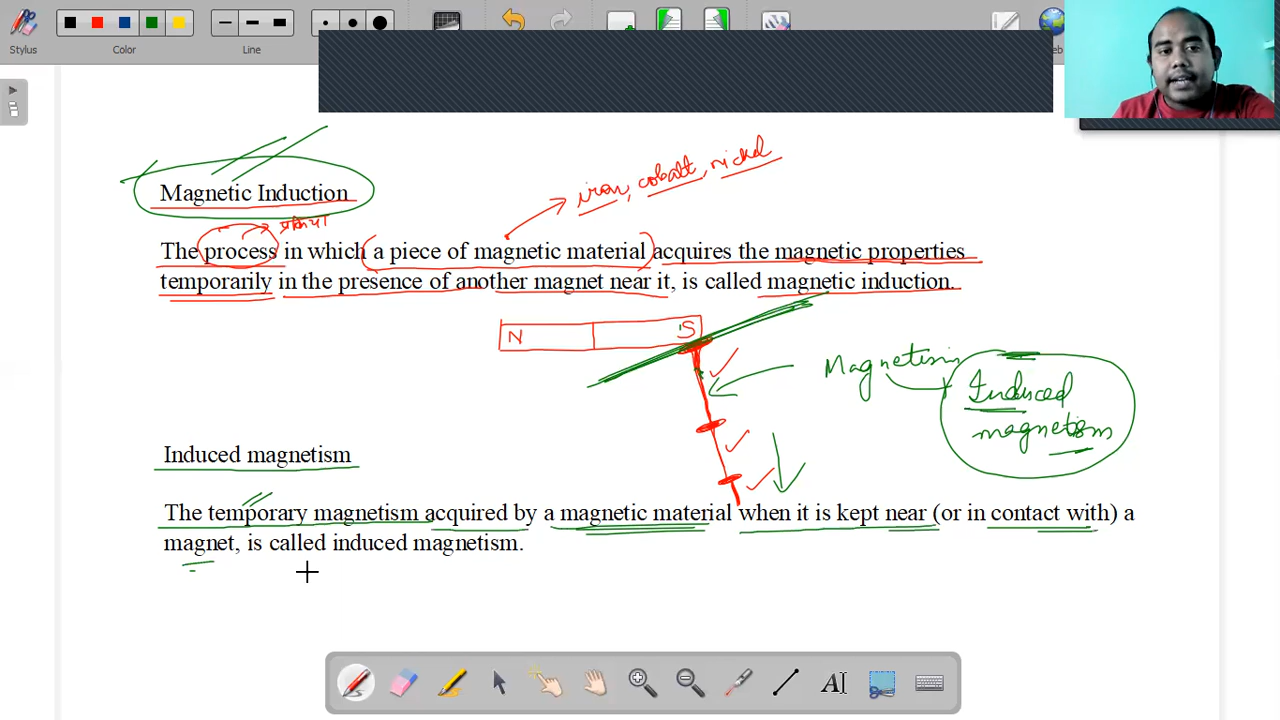 Stylus
Color
Line
iron, cobalt, nickel
Magnetic Induction
The process in which a piece of magnetic material acquires the magnetic properties
temporarily in the presence of another magnet near it, is called magnetic induction.
N S
Magnetism
Induced
magnetism
Induced magnetism
The temporary magnetism acquired by a magnetic material when it is kept near (or in contact with) a
magnet, is called induced magnetism.
AI